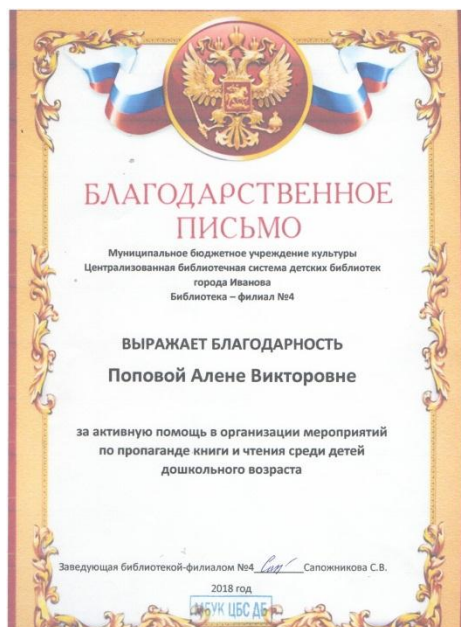 БЛАГОДАРСТВЕННОЕ
ПИСЬМО
Муниципальное бюджетное учреждение культуры
Централизованная библиотечная система детских библиотек
города Иванова
Библиотека – филиал №4
ВЫРАЖАЕТ БЛАГОДАРНОСТЬ
Поповой Алене Викторовне
за активную помощь в организации мероприятий
по пропаганде книги и чтения среди детей
дошкольного возраста
Заведующая библиотекой-филиалом №4 Сапожникова С.В.
2018 год
МБУК ЦБС ДБ